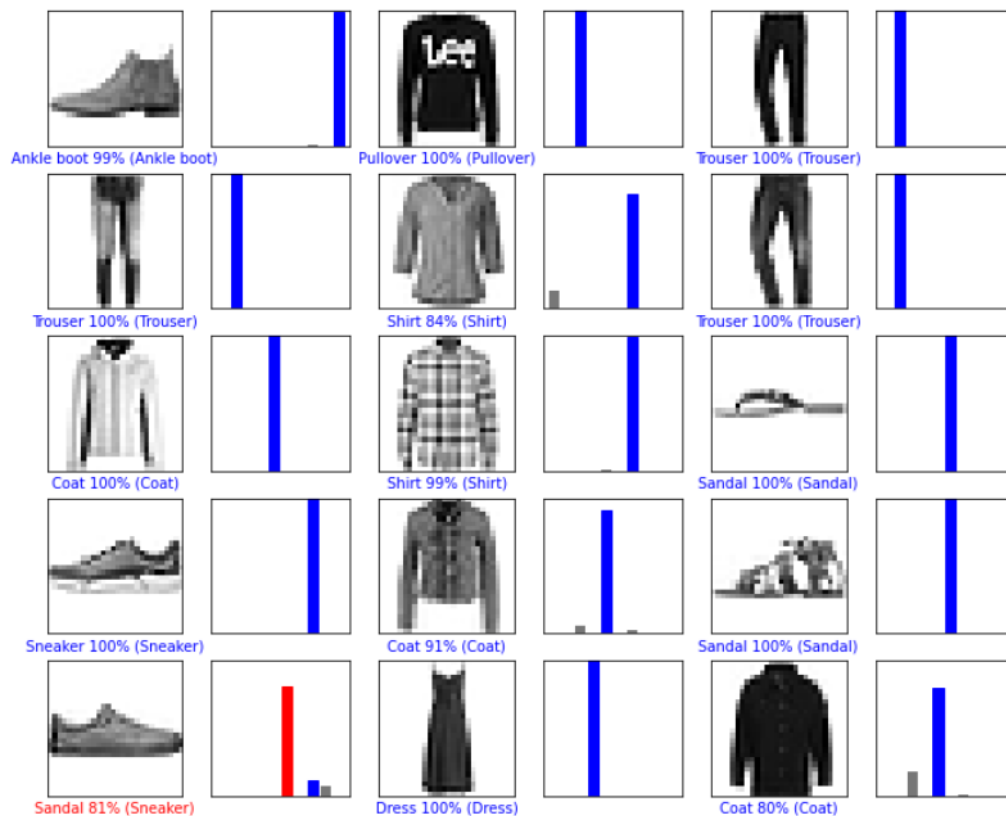 Lee
Ankle boot 99% (Ankle boot)
Pullover 100% (Pullover)
Trouser 100% (Trouser)
Trouser 100% (Trouser)
Shirt 84% (Shirt)
Trouser 100% (Trouser)
Coat 100% (Coat)
Shirt 99% (Shirt)
Sandal 100% (Sandal)
Sneaker 100% (Sneaker)
Coat 91% (Coat)
Sandal 100% (Sandal)
Sandal 81% (Sneaker)
Dress 100% (Dress)
Coat 80% (Coat)